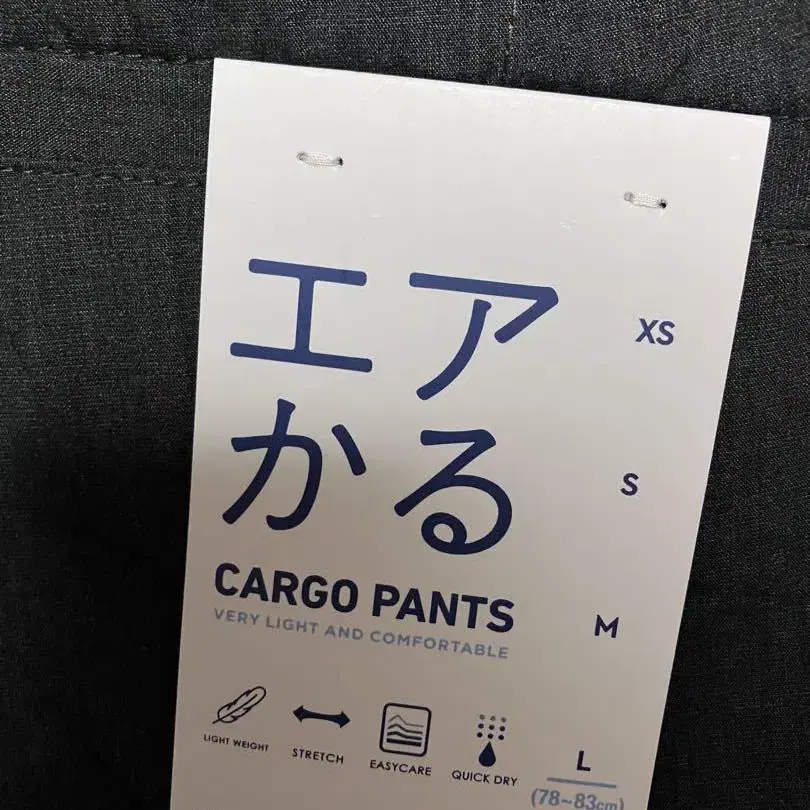 エア
かる
CARGO PANTS
VERY LIGHT AND COMFORTABLE
LIGHT WEIGHT
STRETCH
EASYCARE
QUICK DRY
XS
S
M
L
(78~83cm)